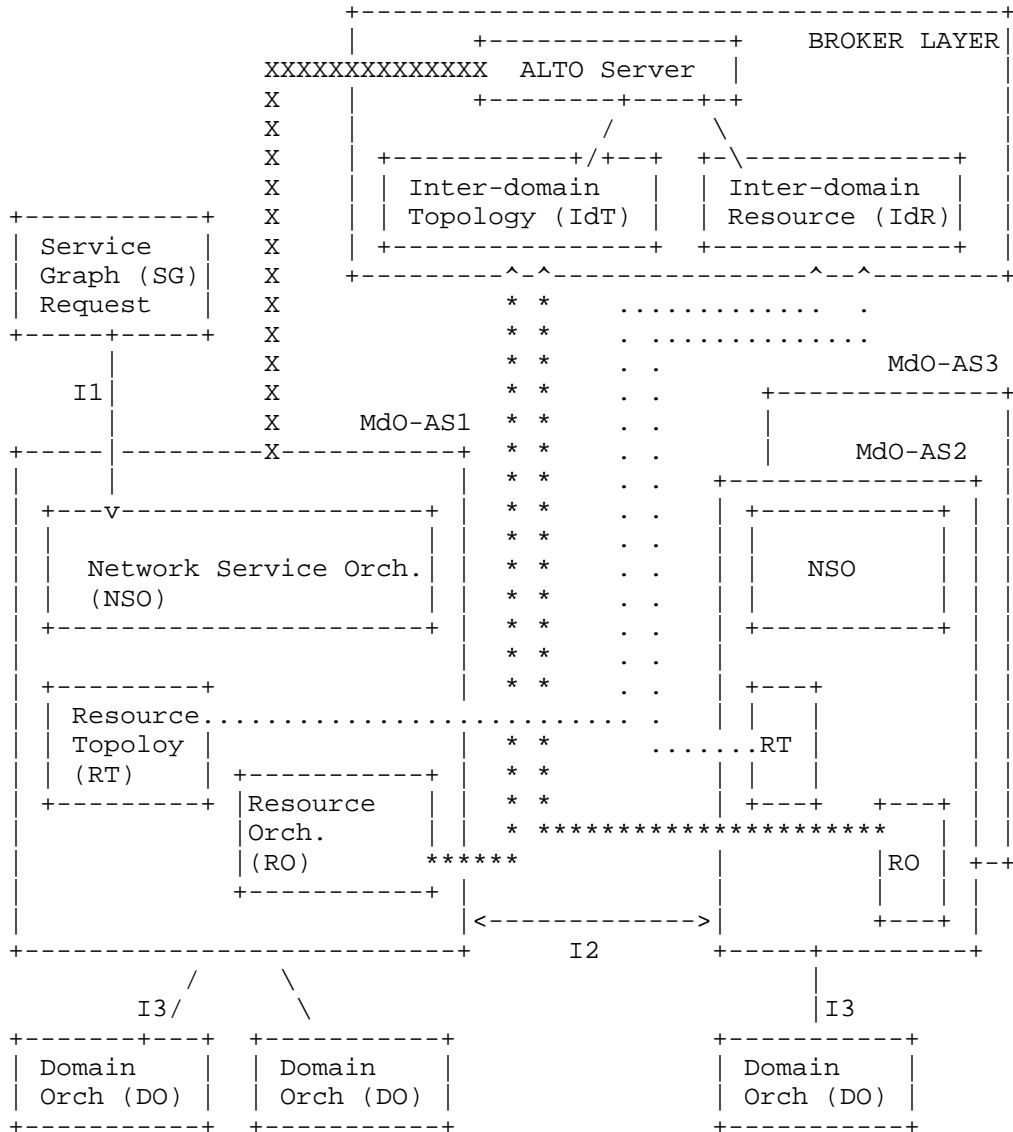 BROKER LAYER
ALTO Server
Inter-domain Inter-domain
Topology (IdT) Resource (IdR)
Service
Graph (SG)
Request
MdO-AS3
I1
MdO-AS1
MdO-AS2
Network Service Orch. NSO
(NSO)
Resource
Topoloy RT
(RT)
Resource
Orch.
(RO) RO
I2
I3 I3
Domain Domain Domain
Orch (DO) Orch (DO) Orch (DO)